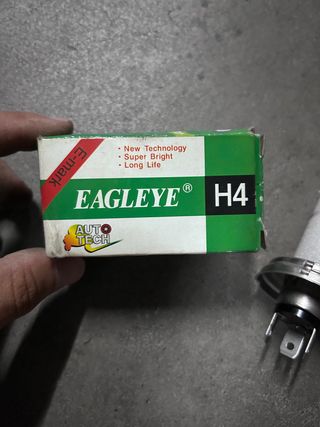 E-mark
• New Technology
• Super Bright
• Long Life
EAGLEYE®
H4
AUTO
TECH